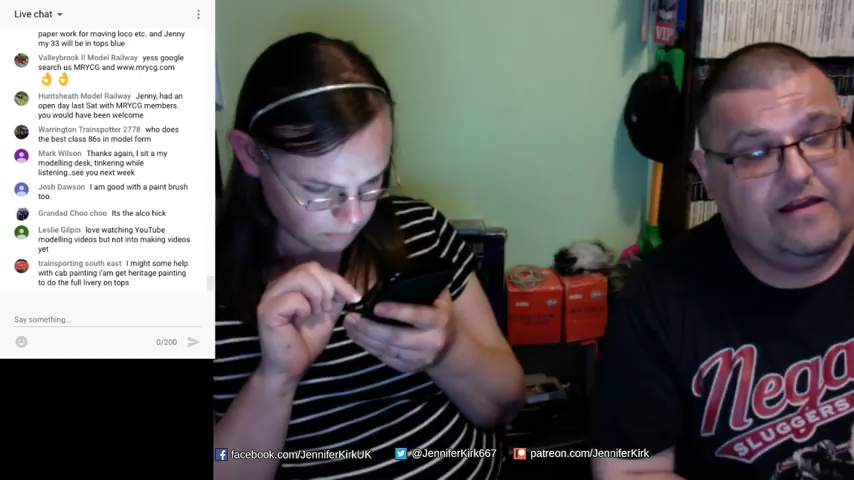 Live chat
paper work for moving loco etc. and Jenny
my 33 will be in tops blue
Valleybrook II Model Railway yess google
search us MRYCG and www.mrycg.com
Huntsheath Model Railway Jenny, had an
open day last Sat with MRYCG members.
you would have been welcome
Warrington Trainspotter 2778 who does
the best class 86s in model form
Mark Wilson Thanks again, I sit a my
modelling desk, tinkering while
listening..see you next week
Josh Dawson I am good with a paint brush
too.
Grandad Choo choo Its the alco hick
Leslie Gilpin love watching YouTube
modelling videos but not into making videos
yet
trainsporting south east I might some help
with cab painting i'am get heritage painting
to do the full livery on tops
Say something...
0/200
VIP
Nega
SLUGGERS
facebook.com/JenniferKirkUK
@JenniferKirk667
patreon.com/JenniferKirk